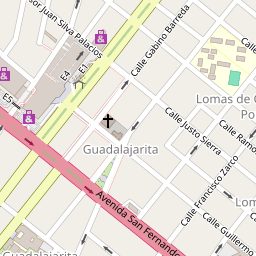 sor Juan Silva Palacios
Calle Gabino Barreda
E4
E5
Lomas de
Po
Calle Justo Sierra
Calle Ramo
Guadalajarita
Calle Francisco Zarco
Avenida San Fernando
Lom
Calle Guillermo
Guadalajarita